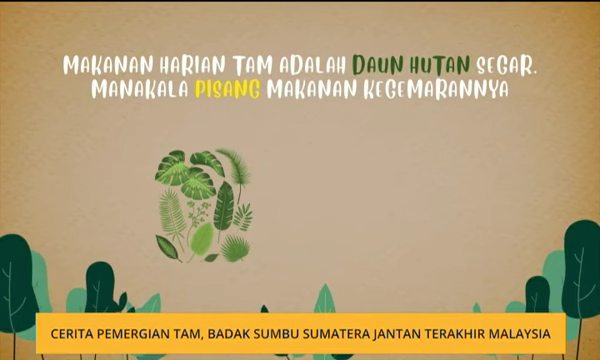 MAKANAN HARIAN TAM ADALAH DAUN HUTAN SEGAR.
MANAKALA PISANG MAKANAN KEGEMARANNYA
CERITA PEMERGIAN TAM, BADAK SUMBU SUMATERA JANTAN TERAKHIR MALAYSIA